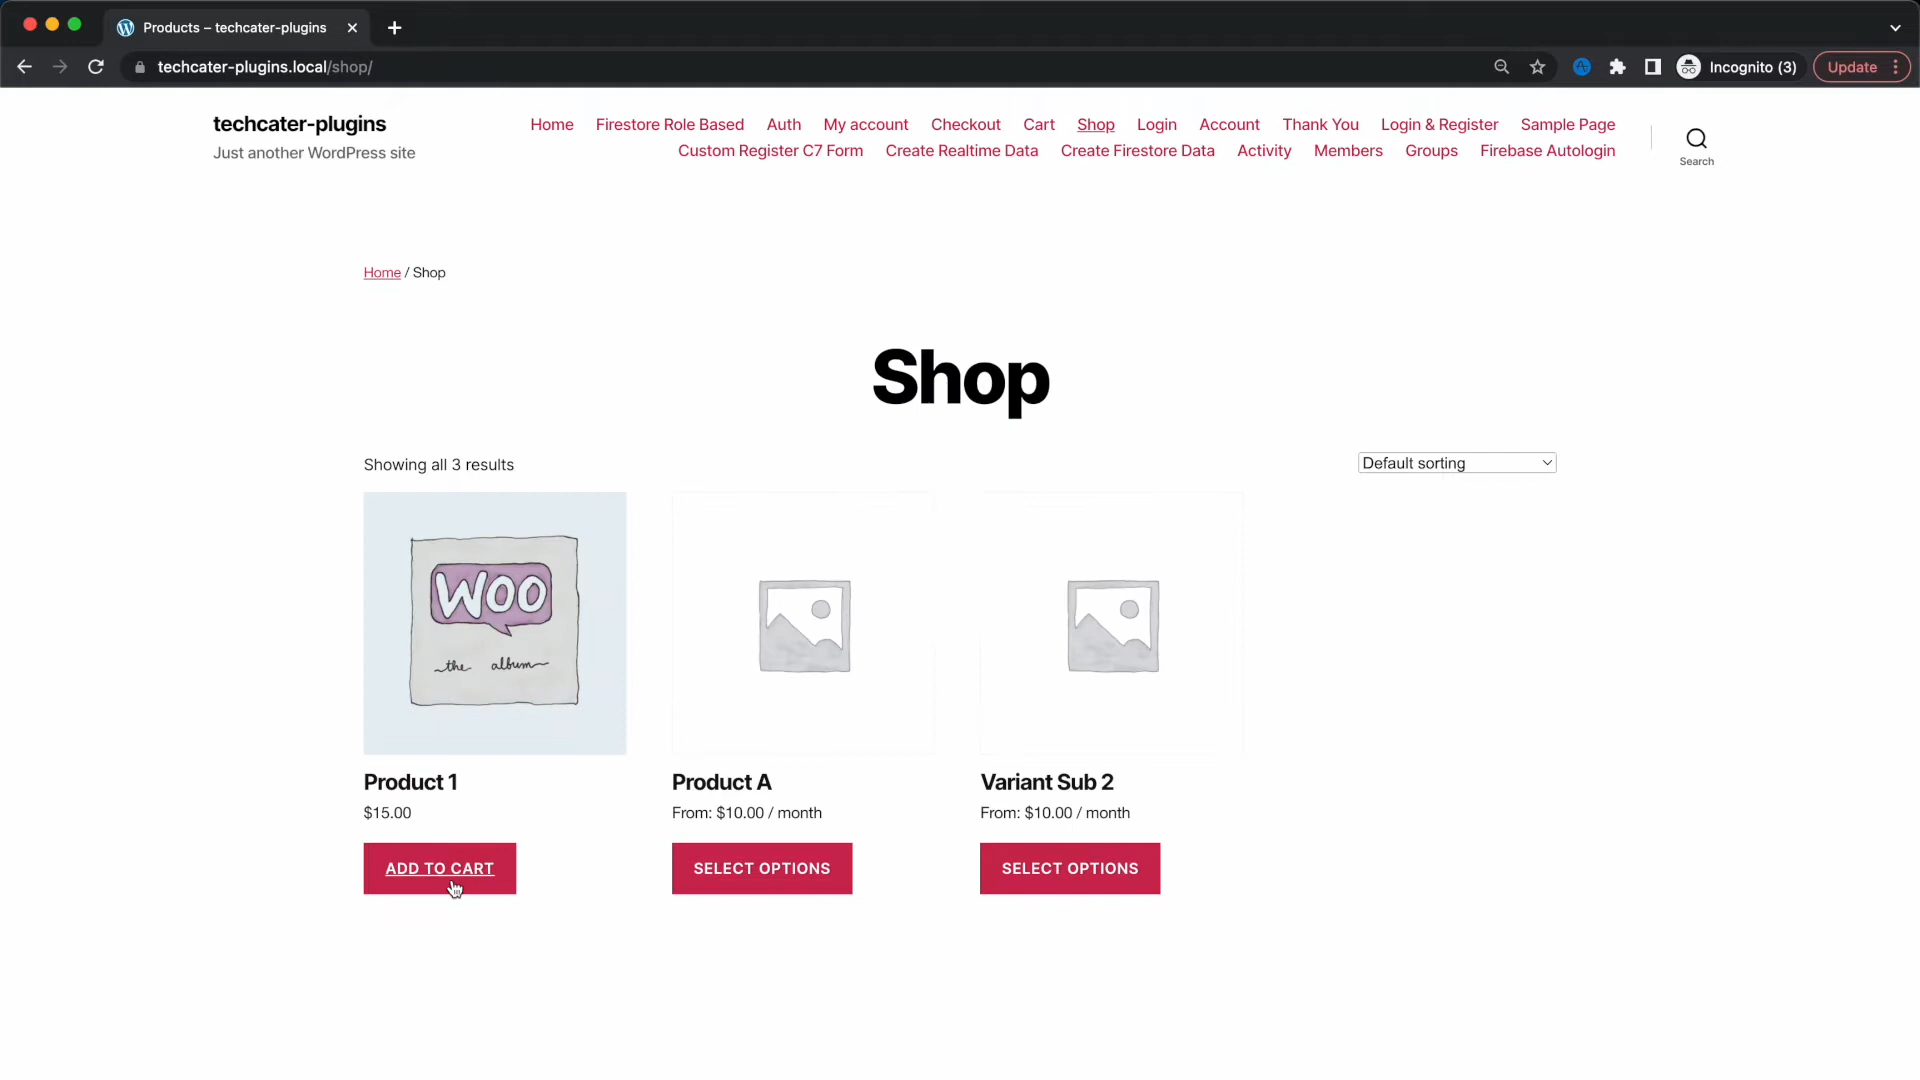 Products – techcater-plugins
techcater-plugins.local/shop/
Incognito (3)
Update
techcater-plugins
Just another WordPress site
Home Firestore Role Based Auth My account Checkout Cart Shop Login Account Thank You Login & Register Sample Page
Custom Register C7 Form Create Realtime Data Create Firestore Data Activity Members Groups Firebase Autologin
Search
Home / Shop
Shop
Showing all 3 results
Default sorting
WOO
the album
Product 1
$15.00
ADD TO CART
Product A
From: $10.00 / month
SELECT OPTIONS
Variant Sub 2
From: $10.00 / month
SELECT OPTIONS